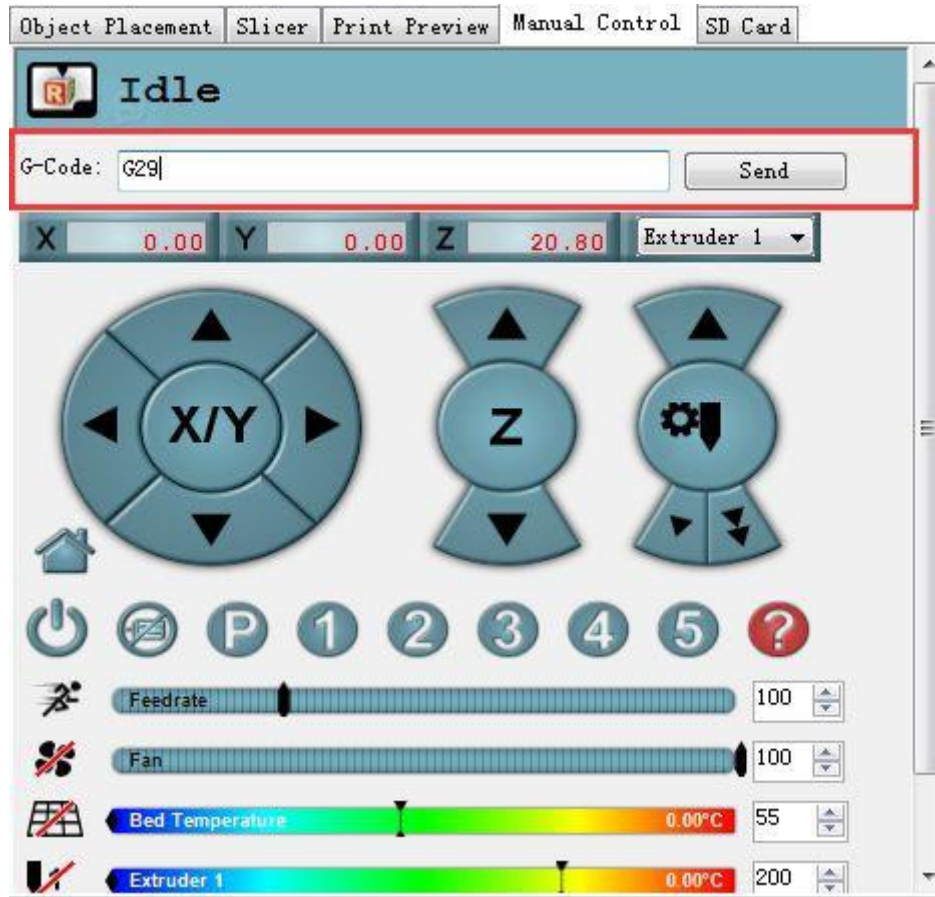 Object Placement Slicer Print Preview Manual Control SD Card
R Idle
G-Code: G29 Send
X 0.00 Y 0.00 Z 20.80 Extruder 1
X/Y Z
P 1 2 3 4 5 ?
Feedrate 100
Fan 100
Bed Temperature 0.00°C 55
1 Extruder 1 0.00°C 200